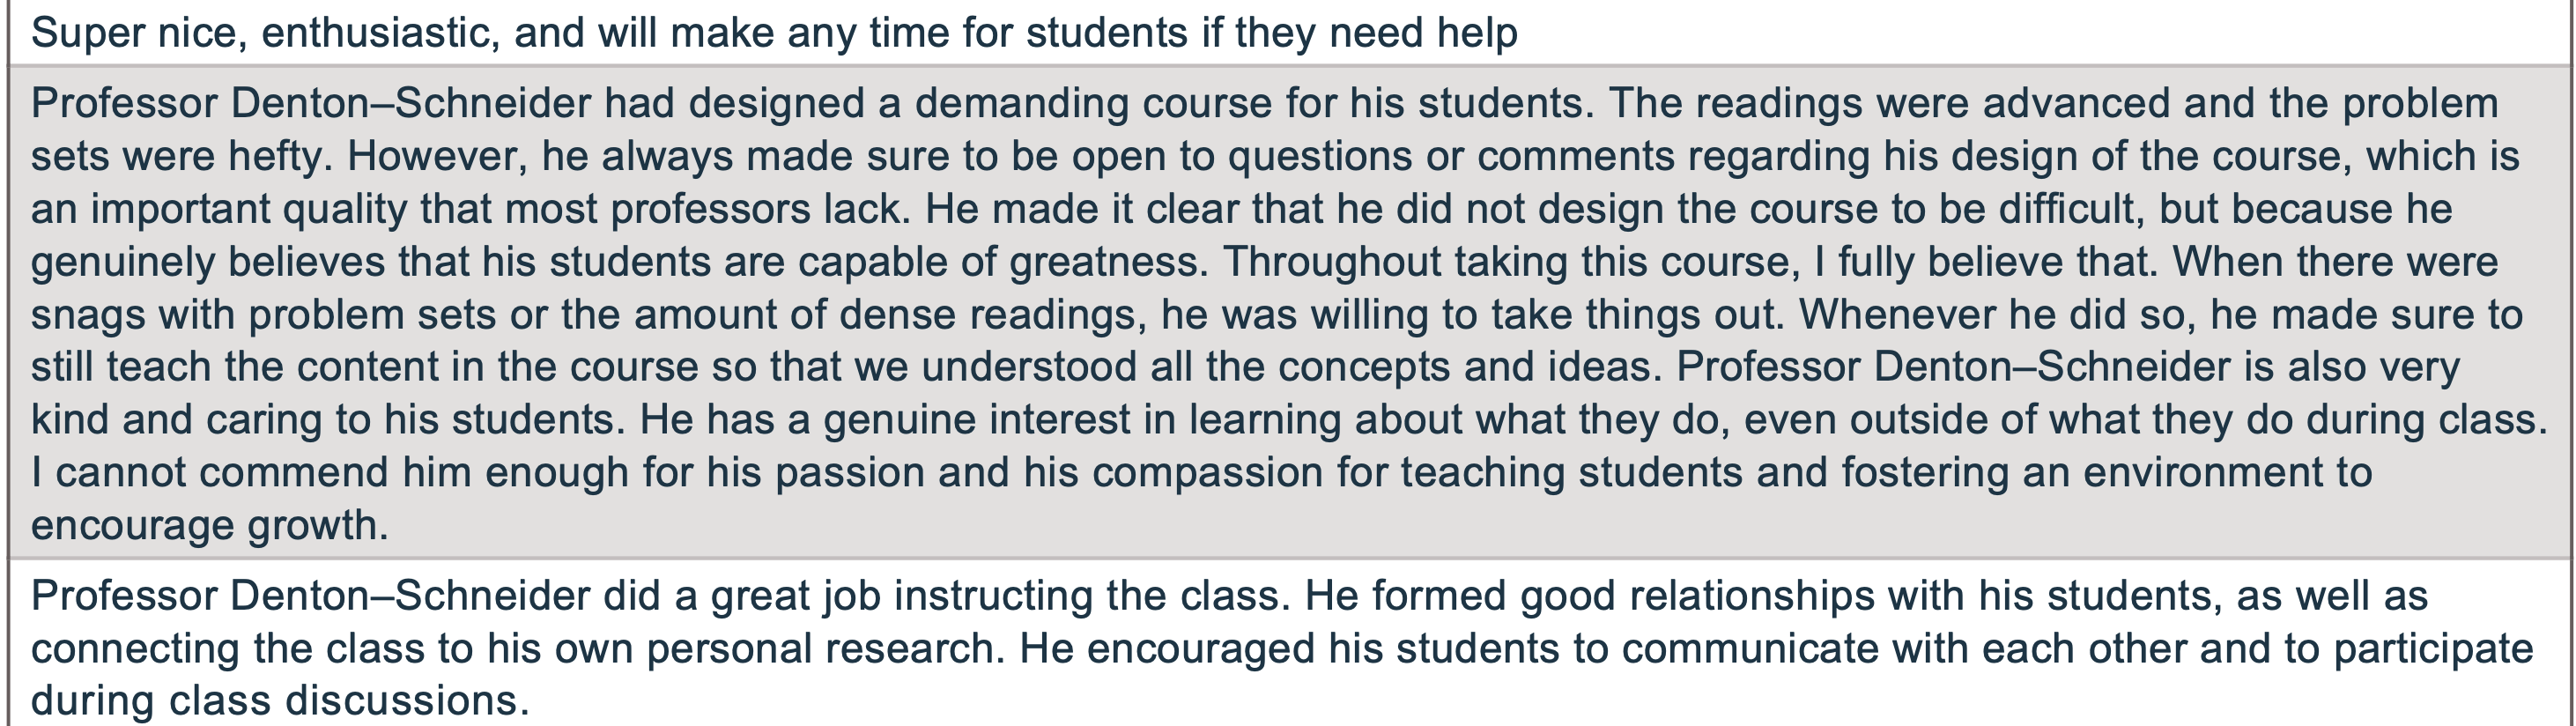 Super nice, enthusiastic, and will make any time for students if they need help
Professor Denton–Schneider had designed a demanding course for his students. The readings were advanced and the problem
sets were hefty. However, he always made sure to be open to questions or comments regarding his design of the course, which is
an important quality that most professors lack. He made it clear that he did not design the course to be difficult, but because he
genuinely believes that his students are capable of greatness. Throughout taking this course, I fully believe that. When there were
snags with problem sets or the amount of dense readings, he was willing to take things out. Whenever he did so, he made sure to
still teach the content in the course so that we understood all the concepts and ideas. Professor Denton–Schneider is also very
kind and caring to his students. He has a genuine interest in learning about what they do, even outside of what they do during class.
I cannot commend him enough for his passion and his compassion for teaching students and fostering an environment to
encourage growth.
Professor Denton–Schneider did a great job instructing the class. He formed good relationships with his students, as well as
connecting the class to his own personal research. He encouraged his students to communicate with each other and to participate
during class discussions.